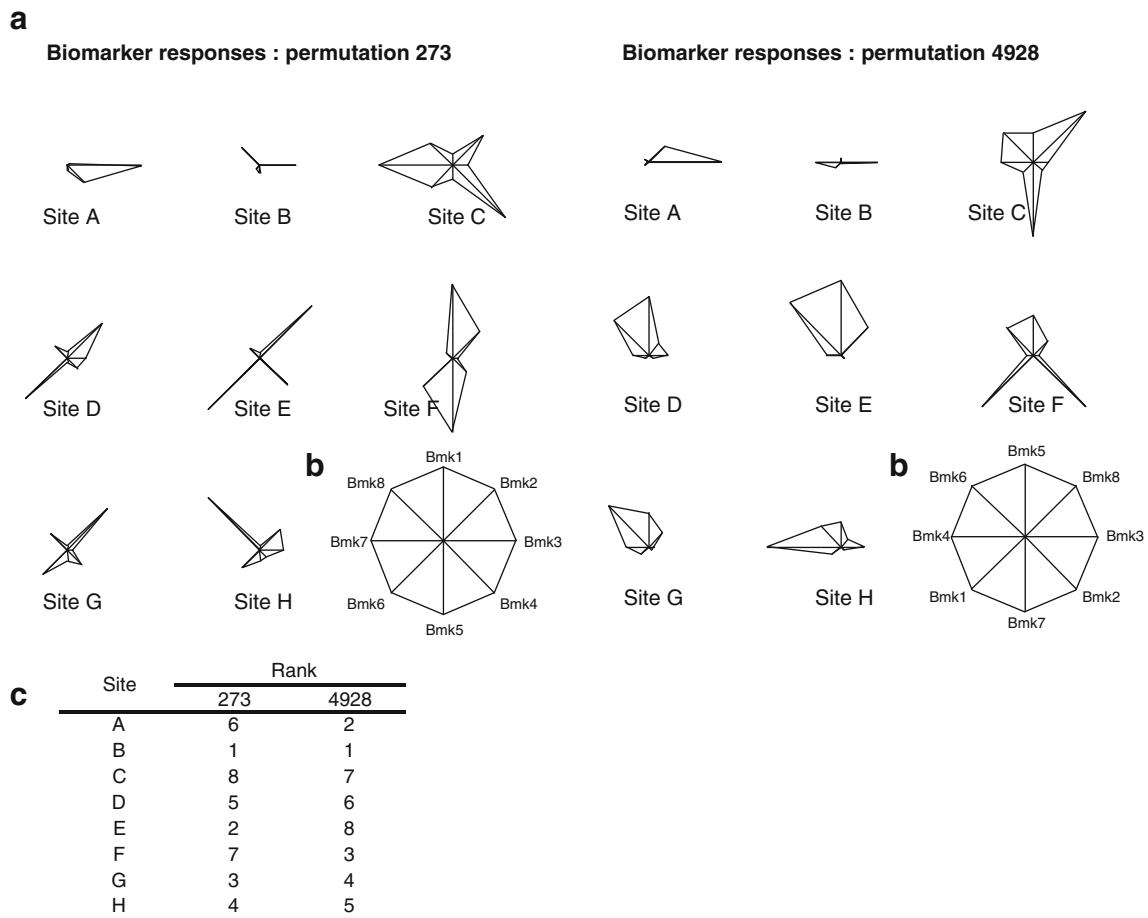 a
Biomarker responses : permutation 273
Biomarker responses : permutation 4928
Site A
Site B
Site C
Site A
Site B
Site C
Site D
Site E
Site F
Site D
Site E
Site F
b
Bmk1
Bmk8
Bmk2
Bmk7
Bmk3
Bmk6
Bmk4
Bmk5
Site G
Site H
Site G
Site H
b
Bmk5
Bmk6
Bmk8
Bmk4
Bmk3
Bmk1
Bmk2
Bmk7
c
Site Rank
273 4928
A 6 2
B 1 1
C 8 7
D 5 6
E 2 8
F 7 3
G 3 4
H 4 5